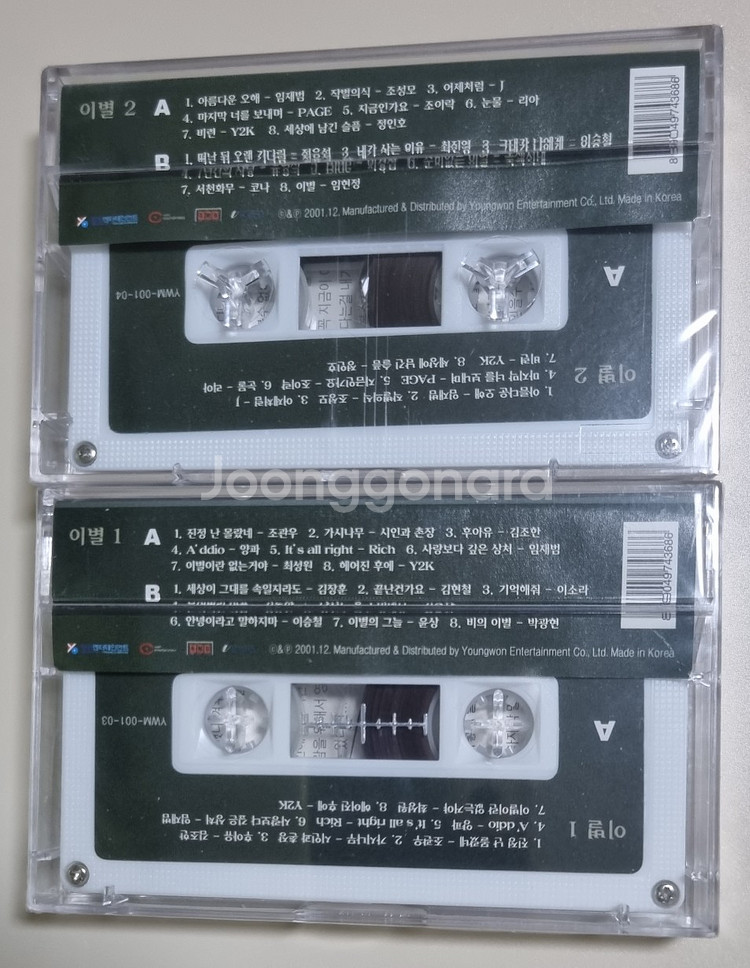 이별 2
A
1. 아름다운 오해 - 임재범 2. 작별의식 - 조성모 3. 어제처럼 - J
4. 마지막 너를 보내며 - PAGE 5. 지금인가요 - 조이락 6. 눈물 - 리아
7. 비련 - Y2K 8. 세상에 남긴 슬픔 - 정인호
B
1. 떠난 뒤 오랜 기다림 - 네가 사는 이유 - 최진영 3. 이승철
7. 서천화무 - 코나 8. 이별 - 임현정
Ⓒ&Ⓟ 2001.12. Manufactured & Distributed by Youngwon Entertainment Co., Ltd. Made in Korea
YWM-001-04
A
이별 2
1. 아름다운 오해 - 임재범 2. 작별의식 - 조성모 3. 어제처럼 - J
4. 마지막 너를 보내며 - PAGE 5. 지금인가요 - 조이락 6. 눈물 - 리아
7. 비련 - Y2K 8. 세상에 남긴 슬픔 - 정인호
Joonggonara
이별 1
A
1. 진정 난 몰랐네 - 조관우 2. 가시나무 - 시인과 촌장 3. 후아유 - 김조한
4. A'ddio - 양파 5. It's all right - Rich 6. 사랑보다 깊은 상처 - 임재범
7. 이별이란 없는거야 - 최성원 8. 헤어진 후에 - Y2K
B
1. 세상이 그대를 속일지라도 - 김장훈 2. 끝난건가요 - 김현철 3. 기억해줘 - 이소라
6. 안녕이라고 말하지마 - 이승철 7. 이별의 그늘 - 윤상 8. 비의 이별 - 박광현
Ⓒ&Ⓟ 2001.12. Manufactured & Distributed by Youngwon Entertainment Co., Ltd. Made in Korea
YWM-001-03
A
이별 1
1. 진정 난 몰랐네 - 조관우 2. 가시나무 - 시인과 촌장 3. 후아유 - 김조한
4. A'ddio - 양파 5. It's all right - Rich 6. 사랑보다 깊은 상처 - 임재범
7. 이별이란 없는거야 - 최성원 8. 헤어진 후에 - Y2K